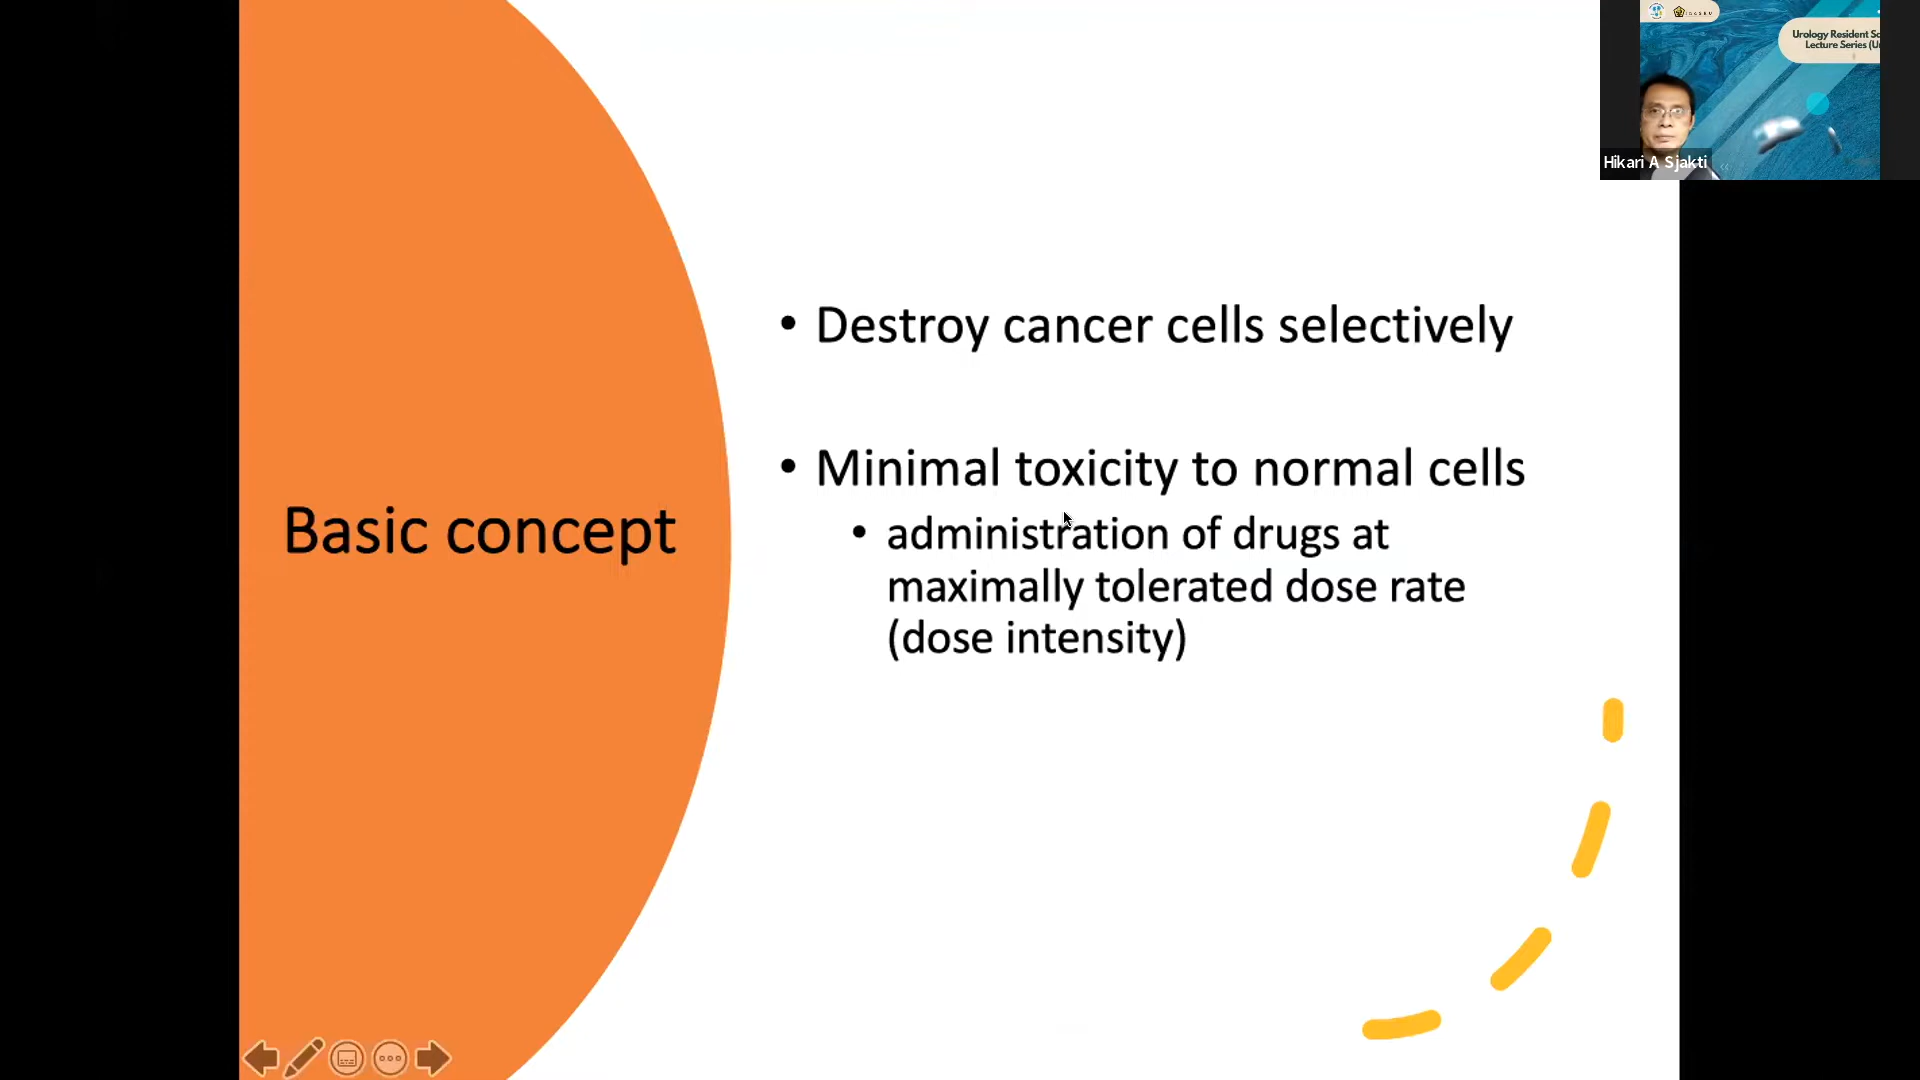 Basic concept
• Destroy cancer cells selectively
• Minimal toxicity to normal cells
• administration of drugs at
maximally tolerated dose rate
(dose intensity)
Urology Resident
Lecture Series
Hikari A Sjakti